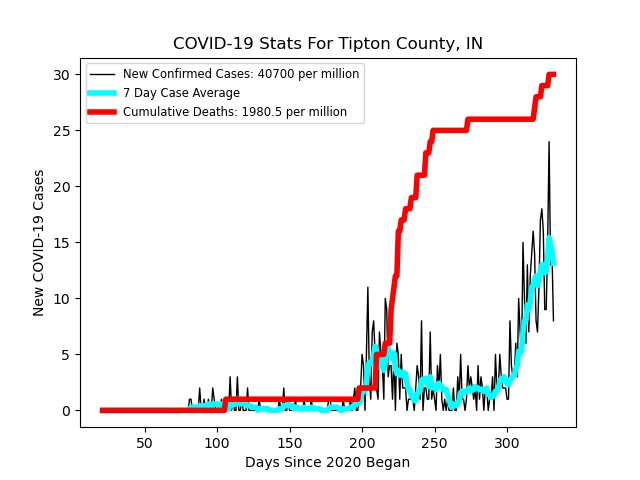 COVID-19 Stats For Tipton County, IN
New Confirmed Cases: 40700 per million
7 Day Case Average
Cumulative Deaths: 1980.5 per million
New COVID-19 Cases
30
25
20
15
10
5
0
50
100
150
200
250
300
Days Since 2020 Began